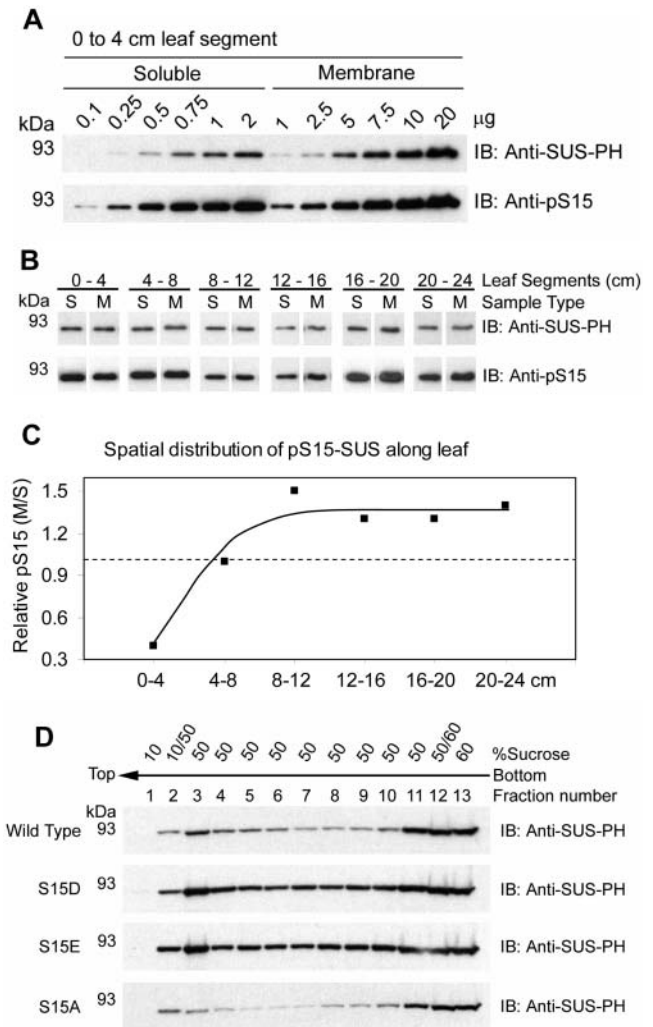 A
0 to 4 cm leaf segment
Soluble Membrane
0.1 0.25 0.5 0.75 1 2 1 2.5 5 7.5 10 20 µg
kDa
93 IB: Anti-SUS-PH
93 IB: Anti-pS15
B
0 - 4 4 - 8 8 - 12 12 - 16 16 - 20 20 - 24 Leaf Segments (cm)
kDa S M S M S M S M S M S M Sample Type
93 IB: Anti-SUS-PH
93 IB: Anti-pS15
C
Spatial distribution of pS15-SUS along leaf
Relative pS15 (M/S)
1.5
1.2
0.9
0.6
0.3
0-4 4-8 8-12 12-16 16-20 20-24 cm
D
10 10/50 50 50 50 50 50 50 50 50 50 50/60 60 %Sucrose
Top Bottom
1 2 3 4 5 6 7 8 9 10 11 12 13 Fraction number
kDa
Wild Type 93 IB: Anti-SUS-PH
S15D 93 IB: Anti-SUS-PH
S15E 93 IB: Anti-SUS-PH
S15A 93 IB: Anti-SUS-PH